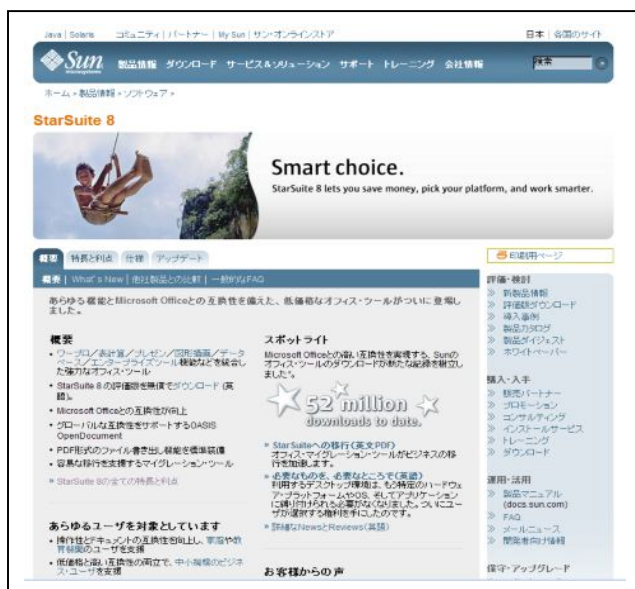 Java | Solaris コミュニティ | パートナー | My Sun | サン・オンラインストア 日本 | 各国のサイト
Sun
microsystems
製品情報 ダウンロード サービス&ソリューション サポート トレーニング 会社情報 検索
ホーム > 製品情報 > ソフトウェア >
StarSuite 8
Smart choice.
StarSuite 8 lets you save money, pick your platform, and work smarter.
概要 特長と利点 仕様 アップデート
印刷用ページ
概要 | What's New | 他社製品との比較 | 一般的なFAQ
あらゆる機能とMicrosoft Officeとの互換性を備えた、低価格なオフィス・ツールがついに登場し
ました。
概要
• ワープロ/表計算/プレゼン/図形描画/データ
ベース/エンタープライズツール機能などを統合し
た強力なオフィス・ツール
• StarSuite 8 の評価版を無償でダウンロード (英
語)。
• Microsoft Officeとの互換性が向上
• グローバルな互換性をサポートするOASIS
OpenDocument
• PDF形式のファイル書き出し機能を標準装備
• 容易な移行を支援するマイグレーション・ツール
» StarSuite 8の全ての特長と利点
あらゆるユーザを対象としています
• 操作性とドキュメントの互換性を向上し、家庭や教
育機関のユーザを支援
• 低価格と高い互換性の両立で、中小規模のビジネ
ス・ユーザを支援
スポットライト
Microsoft Officeとの高い互換性を実現する、Sunの
オフィス・ツールのダウンロードが新たな記録を樹立し
ました。
52 million
downloads to date.
» StarSuiteへの移行(英文PDF)
オフィス・マイグレーション・ツールがビジネスの移
行を加速します。
» 必要なものを、必要なところで(英語)
利用するデスクトップ環境は、もう特定のハードウェ
ア・プラットフォームやOS、そしてアプリケーション
に縛り付けられる必要がなくなりました。ついにユー
ザが選択する権利を手にしたのです。
» 詳細なNewsとReviews(英語)
お客様からの声
評価・検討
» 新製品情報
» 評価版ダウンロード
» 導入事例
» 製品カタログ
» 製品ダイジェスト
» ホワイトペーパー
購入・入手
» 販売パートナー
» プロモーション
» コンサルティング
» インストールサービス
» トレーニング
» ダウンロード
運用・活用
» 製品マニュアル
(docs.sun.com)
» FAQ
» メールニュース
» 開発者向け情報
保守・アップグレード